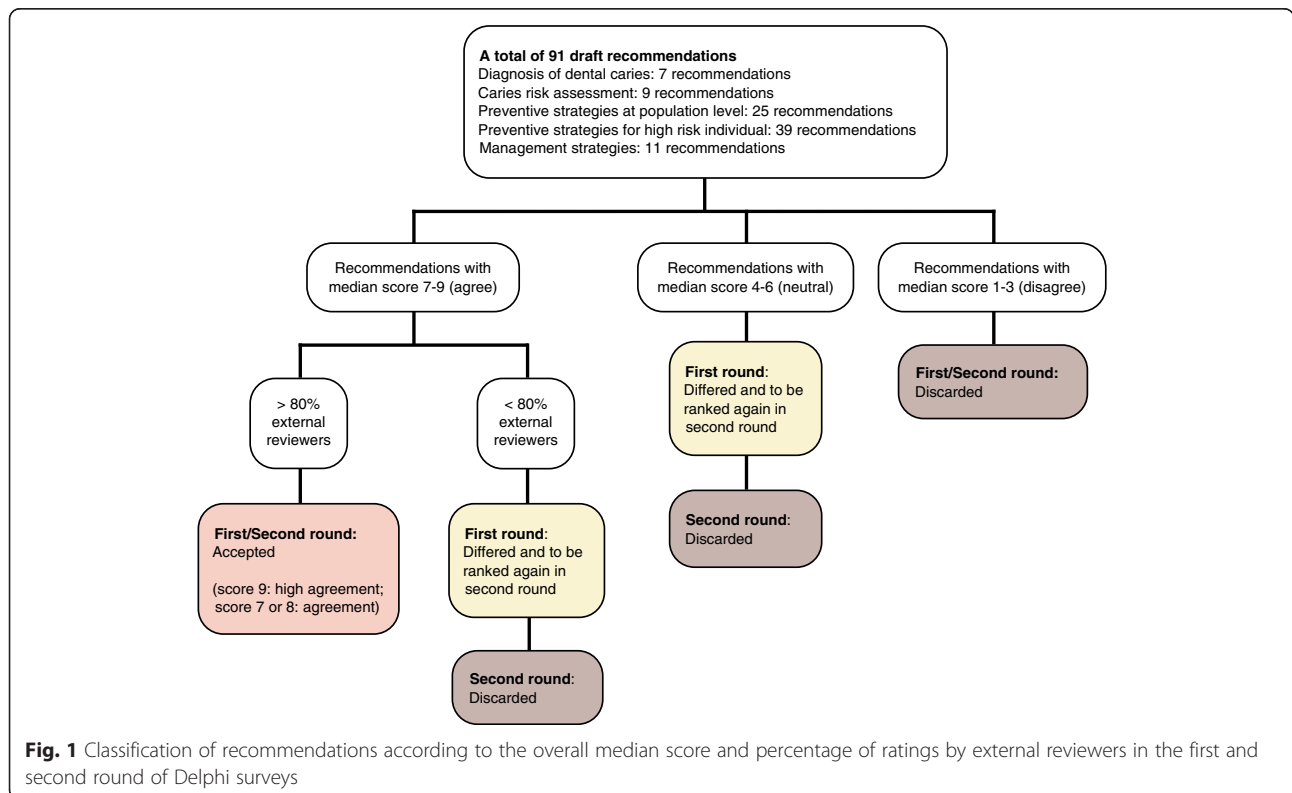 A total of 91 draft recommendations
Diagnosis of dental caries: 7 recommendations
Caries risk assessment: 9 recommendations
Preventive strategies at population level: 25 recommendations
Preventive strategies for high risk individual: 39 recommendations
Management strategies: 11 recommendations
Recommendations with
median score 7-9 (agree)
Recommendations with
median score 4-6 (neutral)
Recommendations with
median score 1-3 (disagree)
> 80%
external
reviewers
< 80%
external
reviewers
First round:
Differed and to be
ranked again in
second round
First/Second round:
Discarded
First/Second round:
Accepted
(score 9: high agreement;
score 7 or 8: agreement)
First round:
Differed and to be
ranked again in
second round
Second round:
Discarded
Second round:
Discarded
Fig. 1 Classification of recommendations according to the overall median score and percentage of ratings by external reviewers in the first and
second round of Delphi surveys